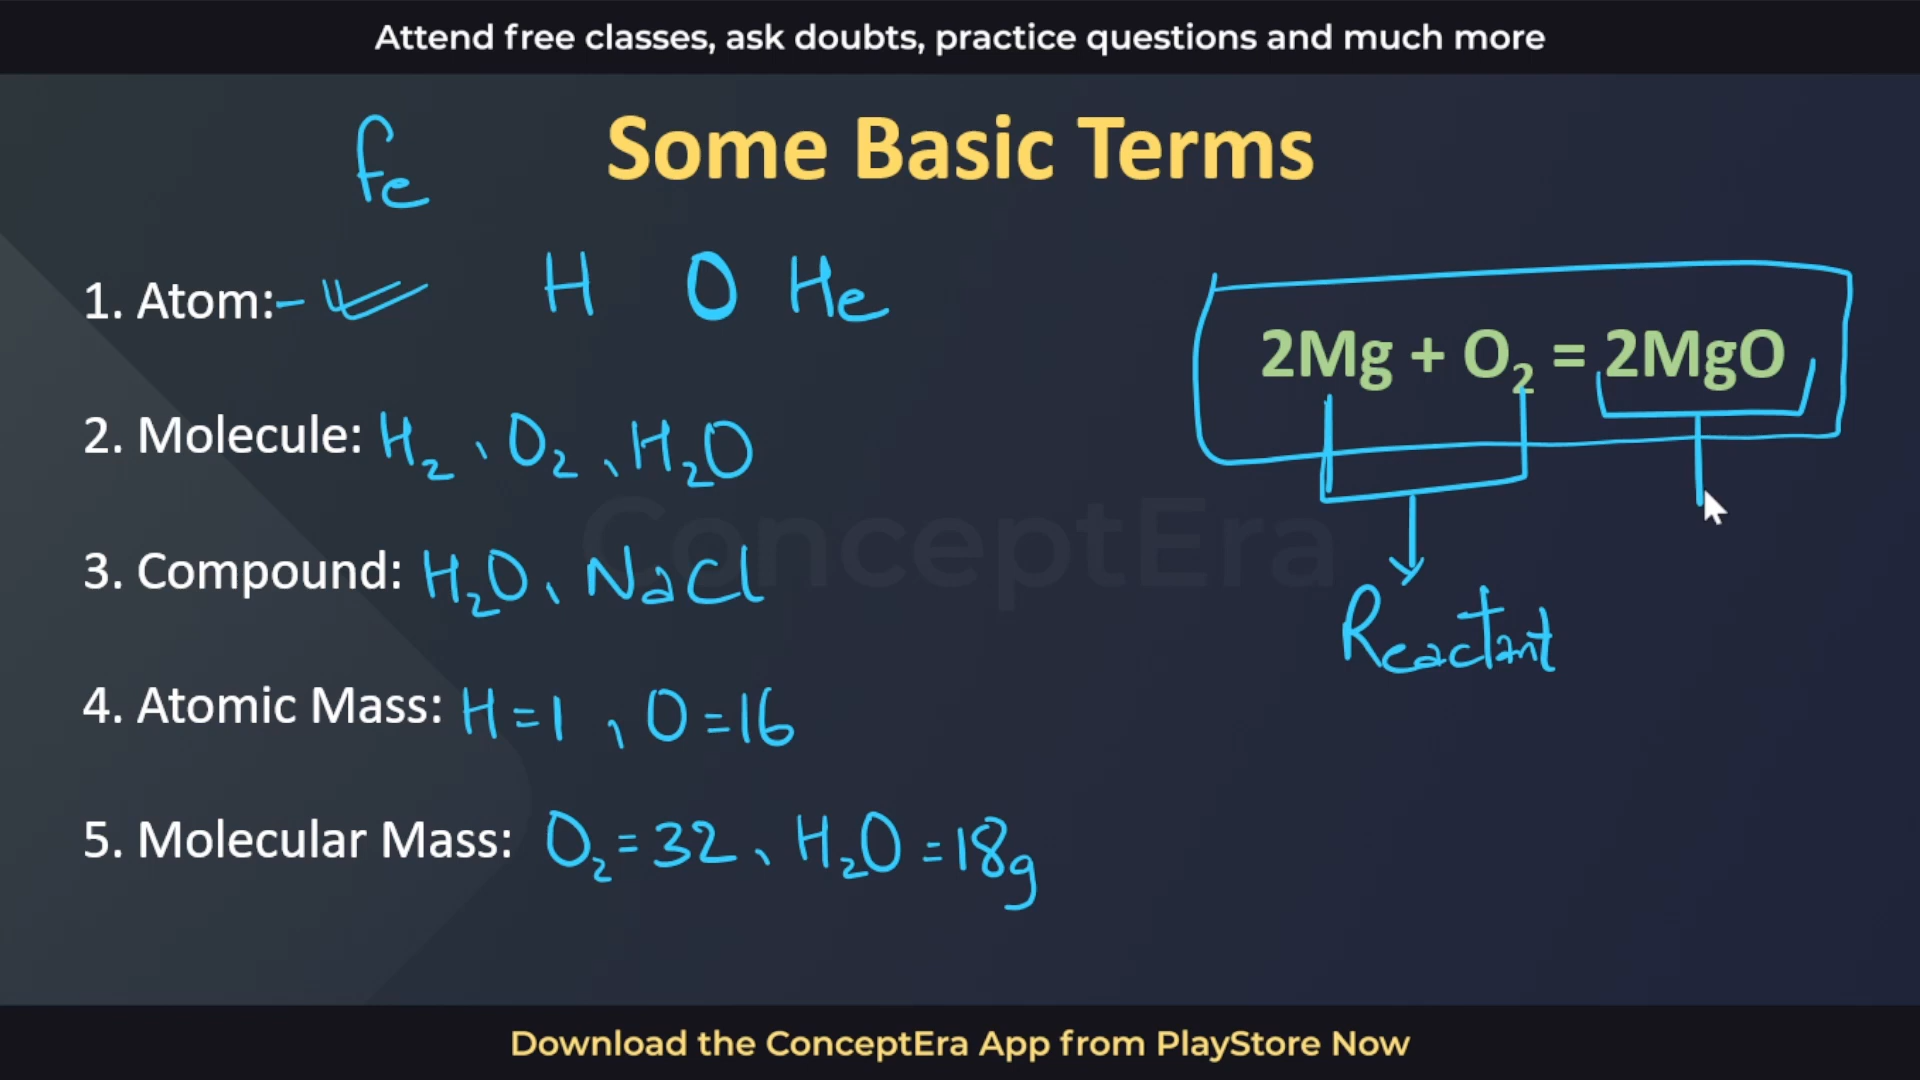 Attend free classes, ask doubts, practice questions and much more
Some Basic Terms
Fe
1. Atom:- H O He
2Mg + O₂ = 2MgO
2. Molecule: H₂, O₂, H₂O
ConceptEra
3. Compound: H₂O, NaCl
Reactant
4. Atomic Mass: H=1, O=16
5. Molecular Mass: O₂=32, H₂O=18g
Download the ConceptEra App from PlayStore Now